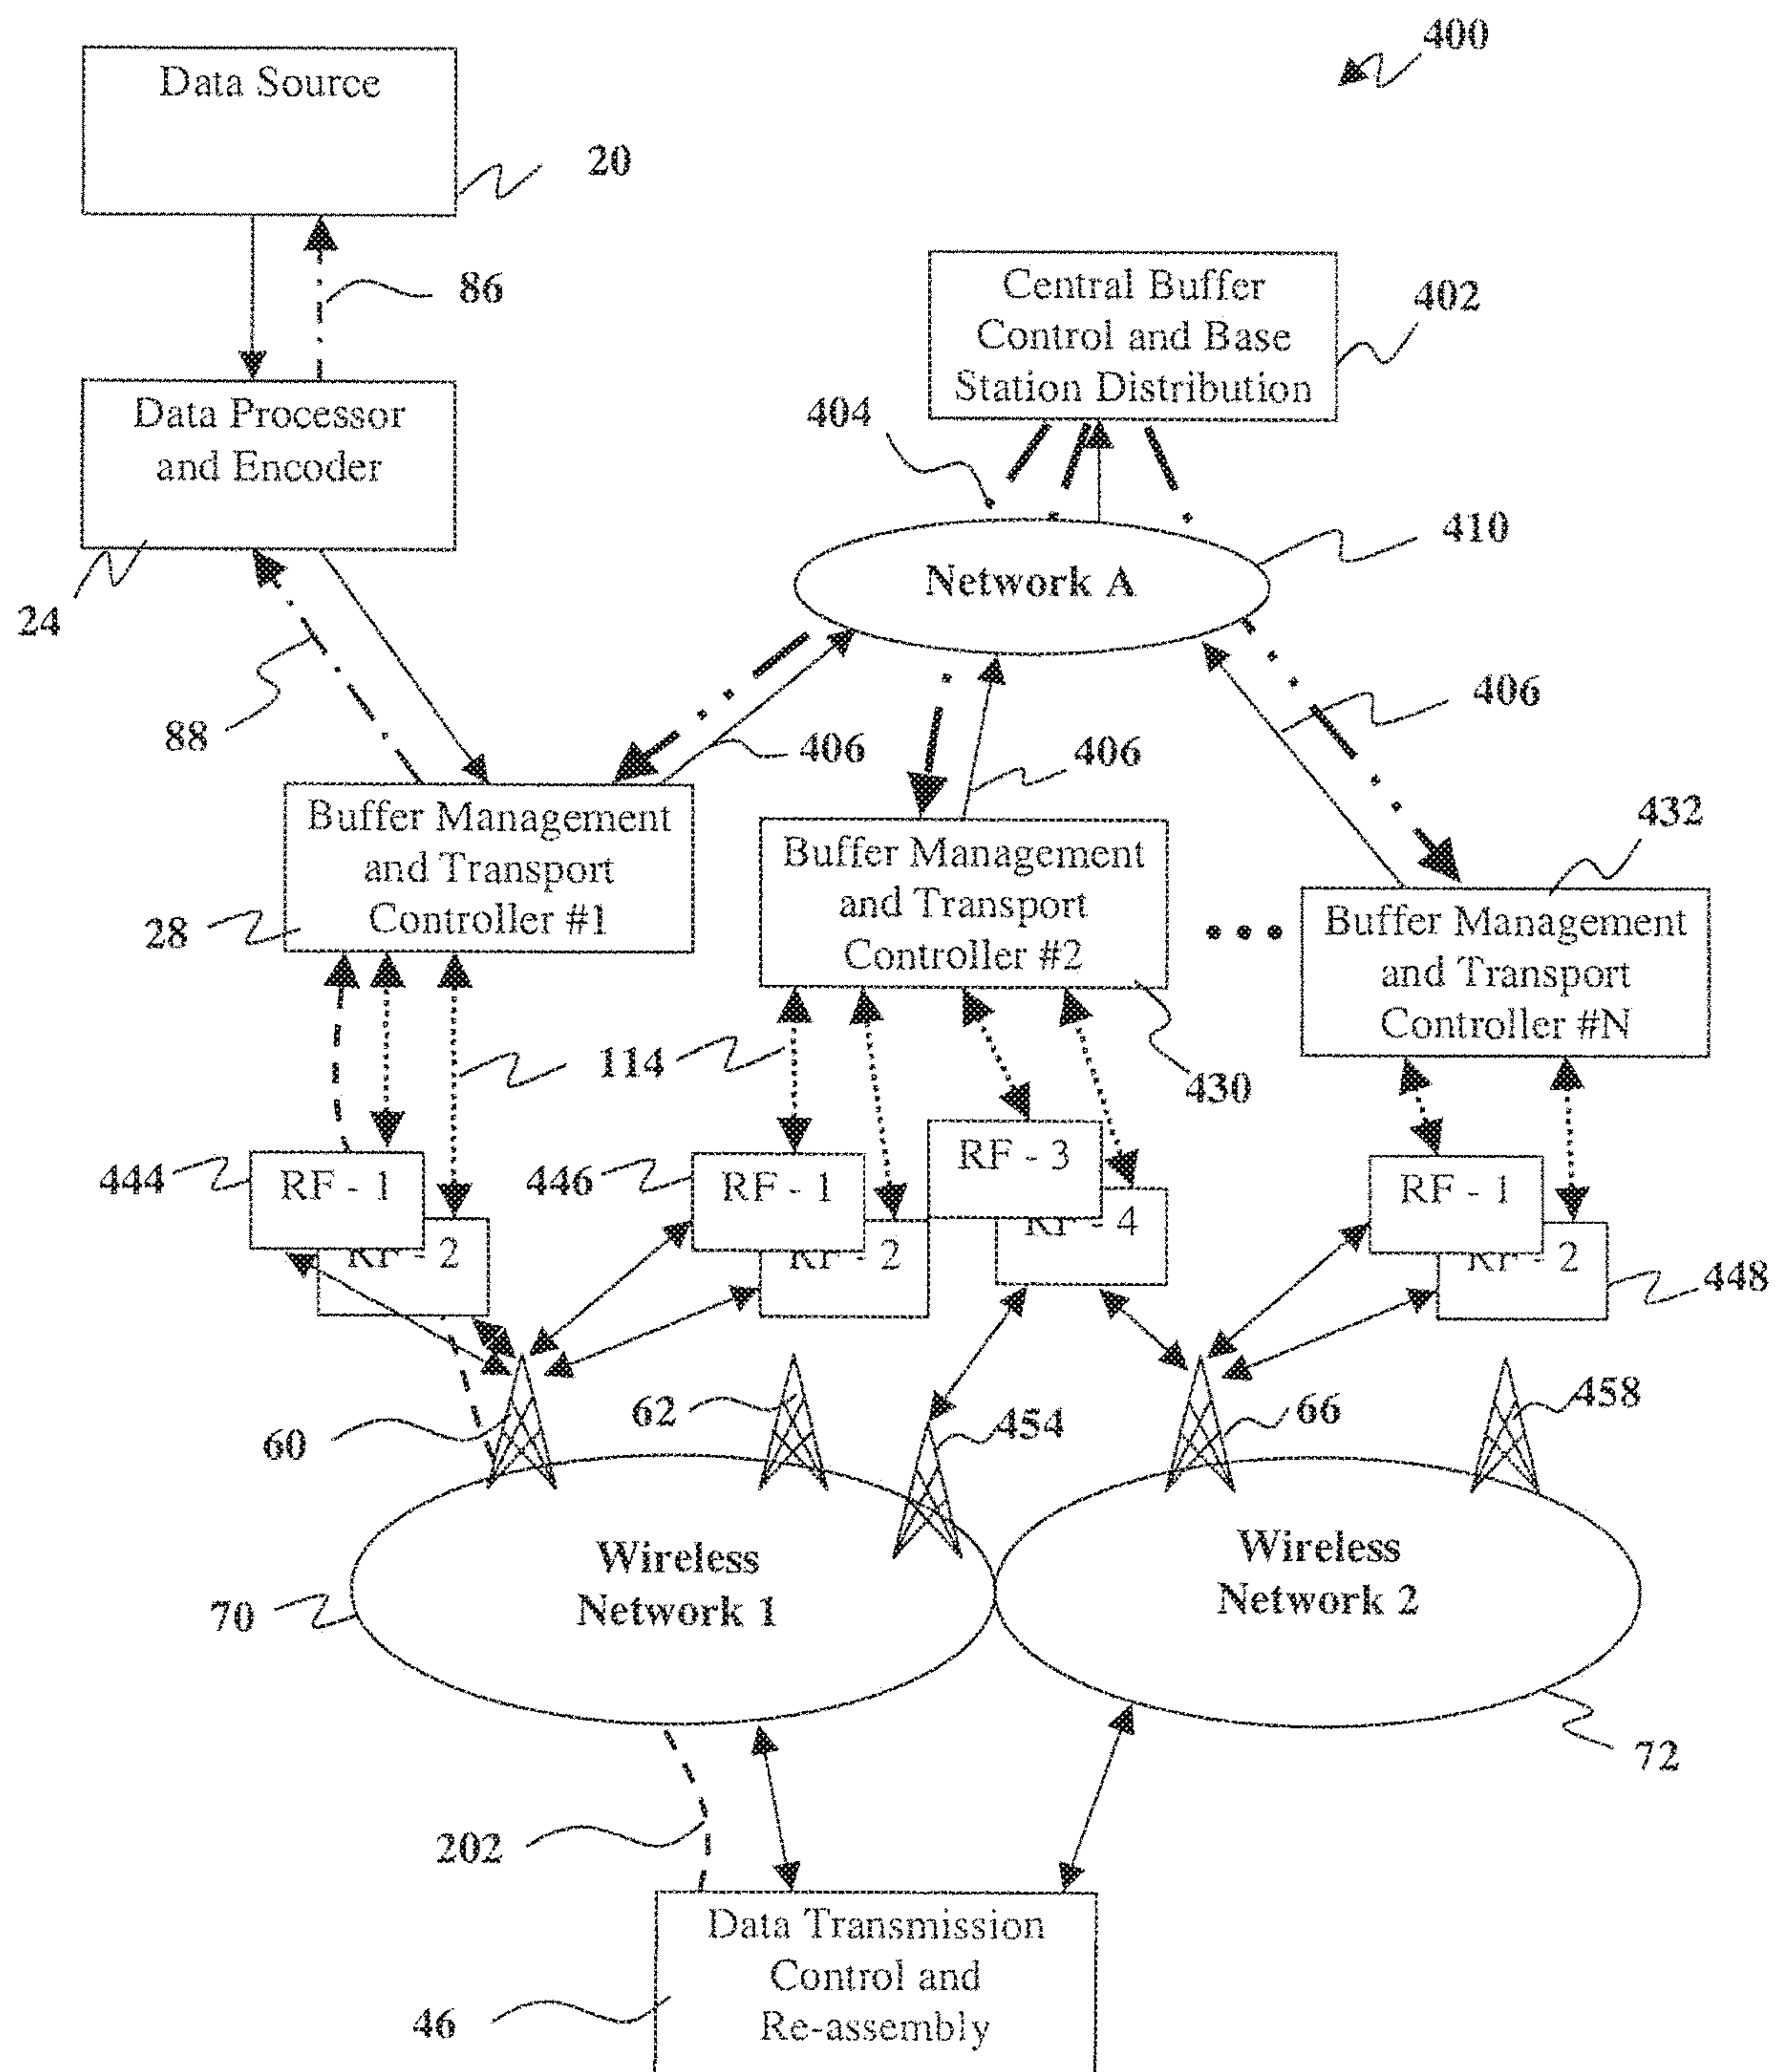 400
Data Source
20
86
Central Buffer
Control and Base
Station Distribution
402
Data Processor
and Encoder
404
410
Network A
24
88
406
406
406
432
Buffer Management
and Transport
Controller #1
28
Buffer Management
and Transport
Controller #2
•••
Buffer Management
and Transport
Controller #N
114
430
444
RF - 1
446
RF - 1
RF - 3
RF - 1
RF - 2
RF - 2
RF - 4
RF - 2
448
60
62
454
66
458
Wireless
Network 1
Wireless
Network 2
70
72
202
Data Transmission
Control and
Re-assembly
46